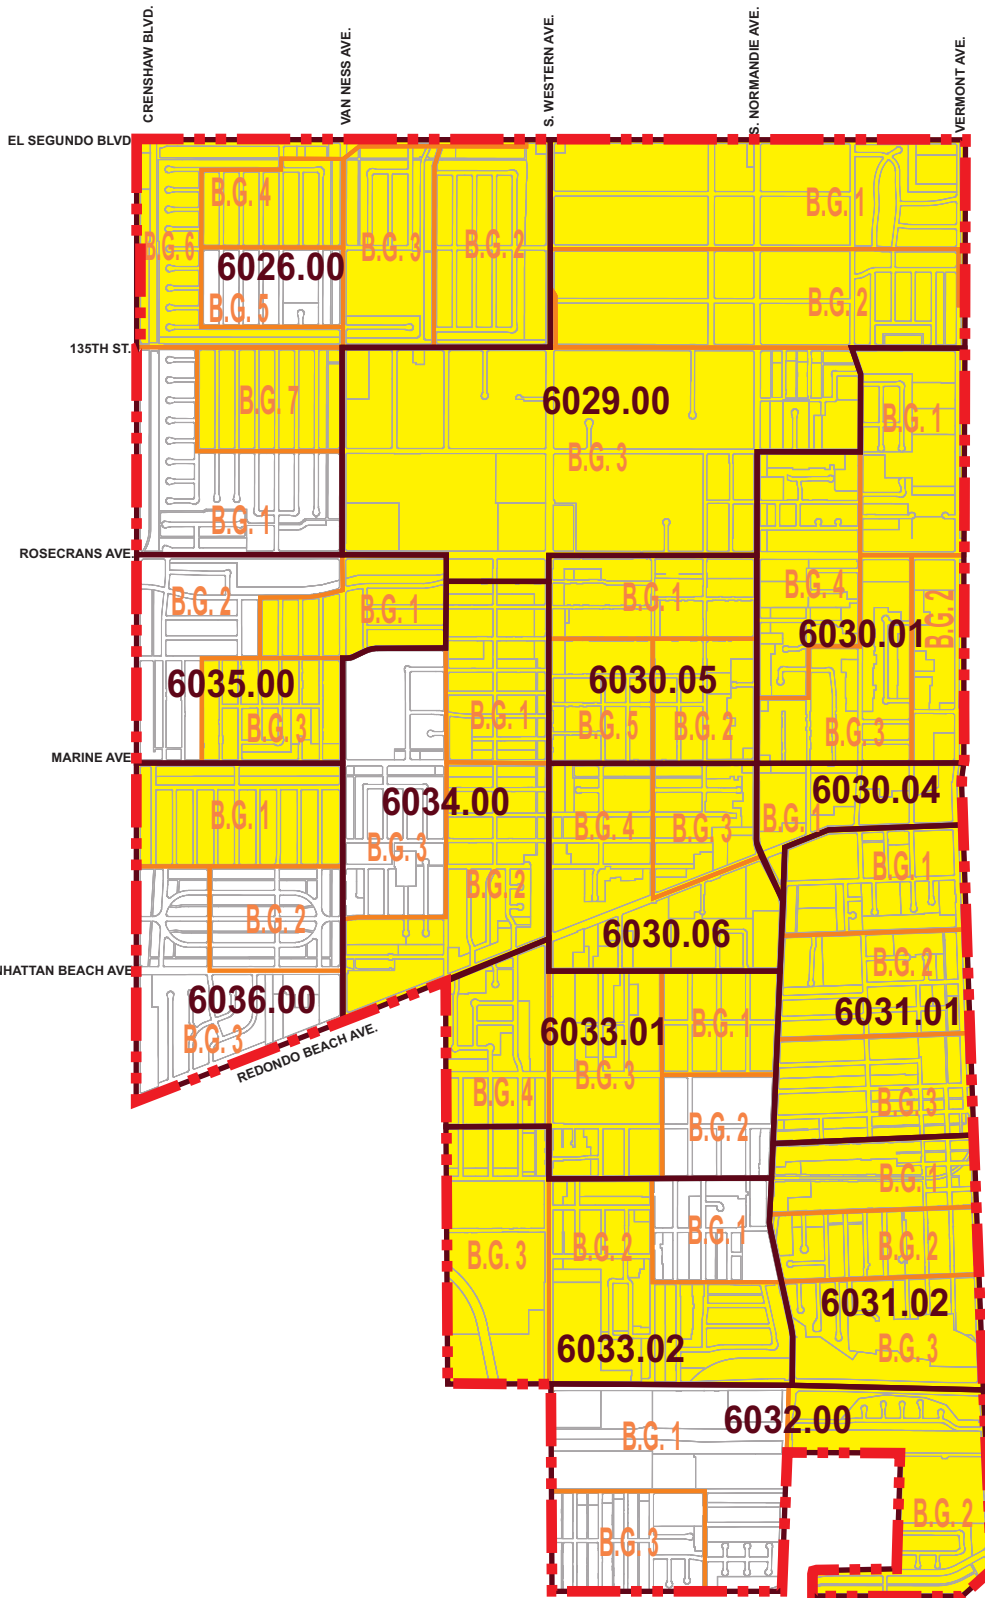 CRENSHAW BLVD.
VAN NESS AVE.
S. WESTERN AVE.
S. NORMANDIE AVE.
VERMONT AVE.
EL SEGUNDO BLVD
B.G. 4
B.G. 1
B.G. 6
B.G. 3
B.G. 2
6026.00
B.G. 5
B.G. 2
135TH ST.
B.G. 7
6029.00
B.G. 1
B.G. 3
B.G. 1
ROSECRANS AVE.
B.G. 2
B.G. 1
B.G. 1
B.G. 4
B.G. 2
6030.01
6035.00
6030.05
B.G. 3
B.G. 1
B.G. 5
B.G. 2
B.G. 3
MARINE AVE
6030.04
6034.00
B.G. 1
B.G. 3
B.G. 4
B.G. 3
B.G. 1
B.G. 1
B.G. 2
B.G. 2
6030.06
B.G. 2
NHATTAN BEACH AVE
6036.00
6031.01
B.G. 3
6033.01
B.G. 1
REDONDO BEACH AVE.
B.G. 4
B.G. 3
B.G. 3
B.G. 2
B.G. 1
B.G. 3
B.G. 2
B.G. 1
B.G. 2
6031.02
6033.02
B.G. 3
6032.00
B.G. 1
B.G. 2
B.G. 3